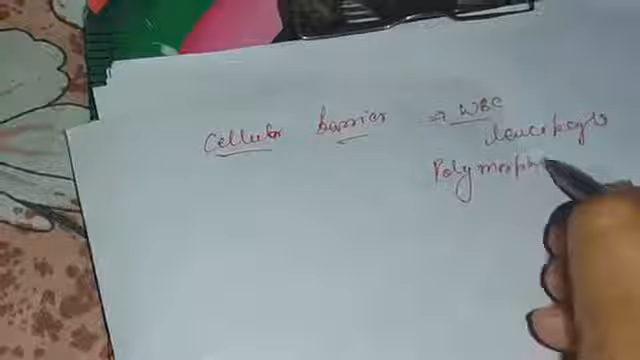 Cellular barrier → WBC
leucocyte
Polymorph